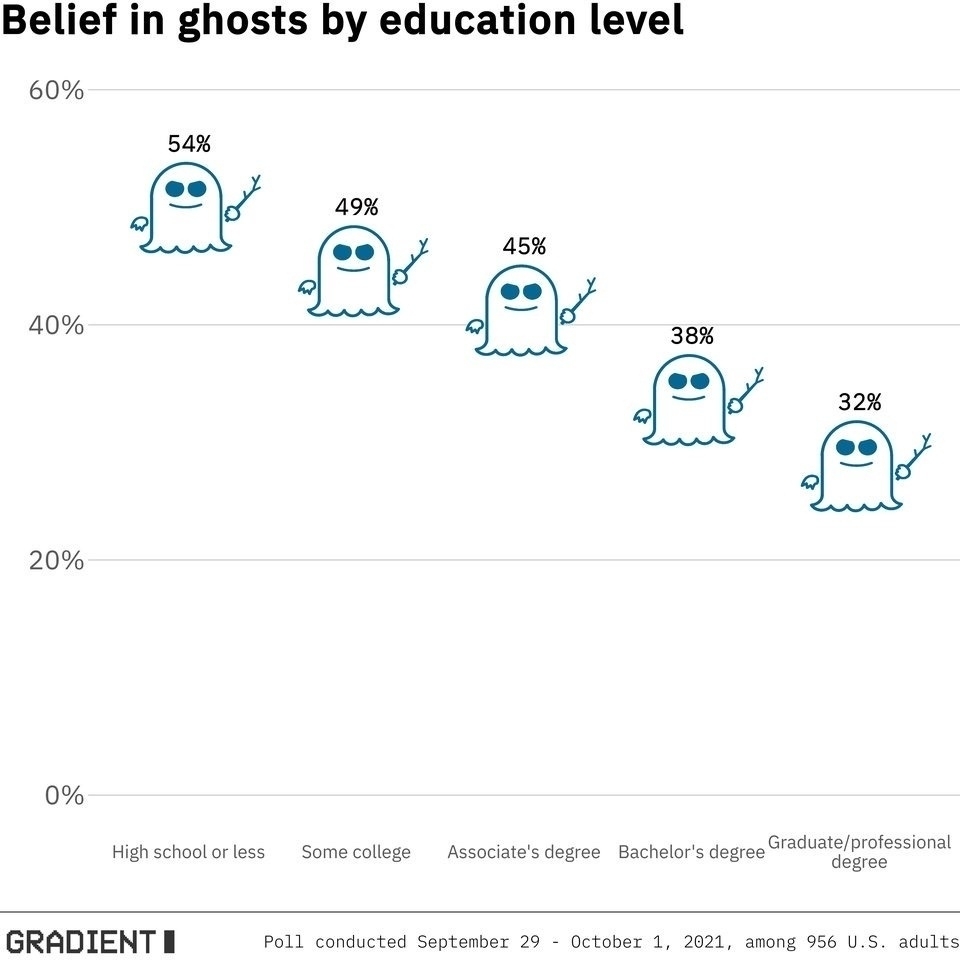 Belief in ghosts by education level
60%
54%
49%
45%
40%
38%
32%
20%
0%
High school or less
Some college
Associate's degree
Bachelor's degree
Graduate/professional
degree
GRADIENT
Poll conducted September 29 - October 1, 2021, among 956 U.S. adults